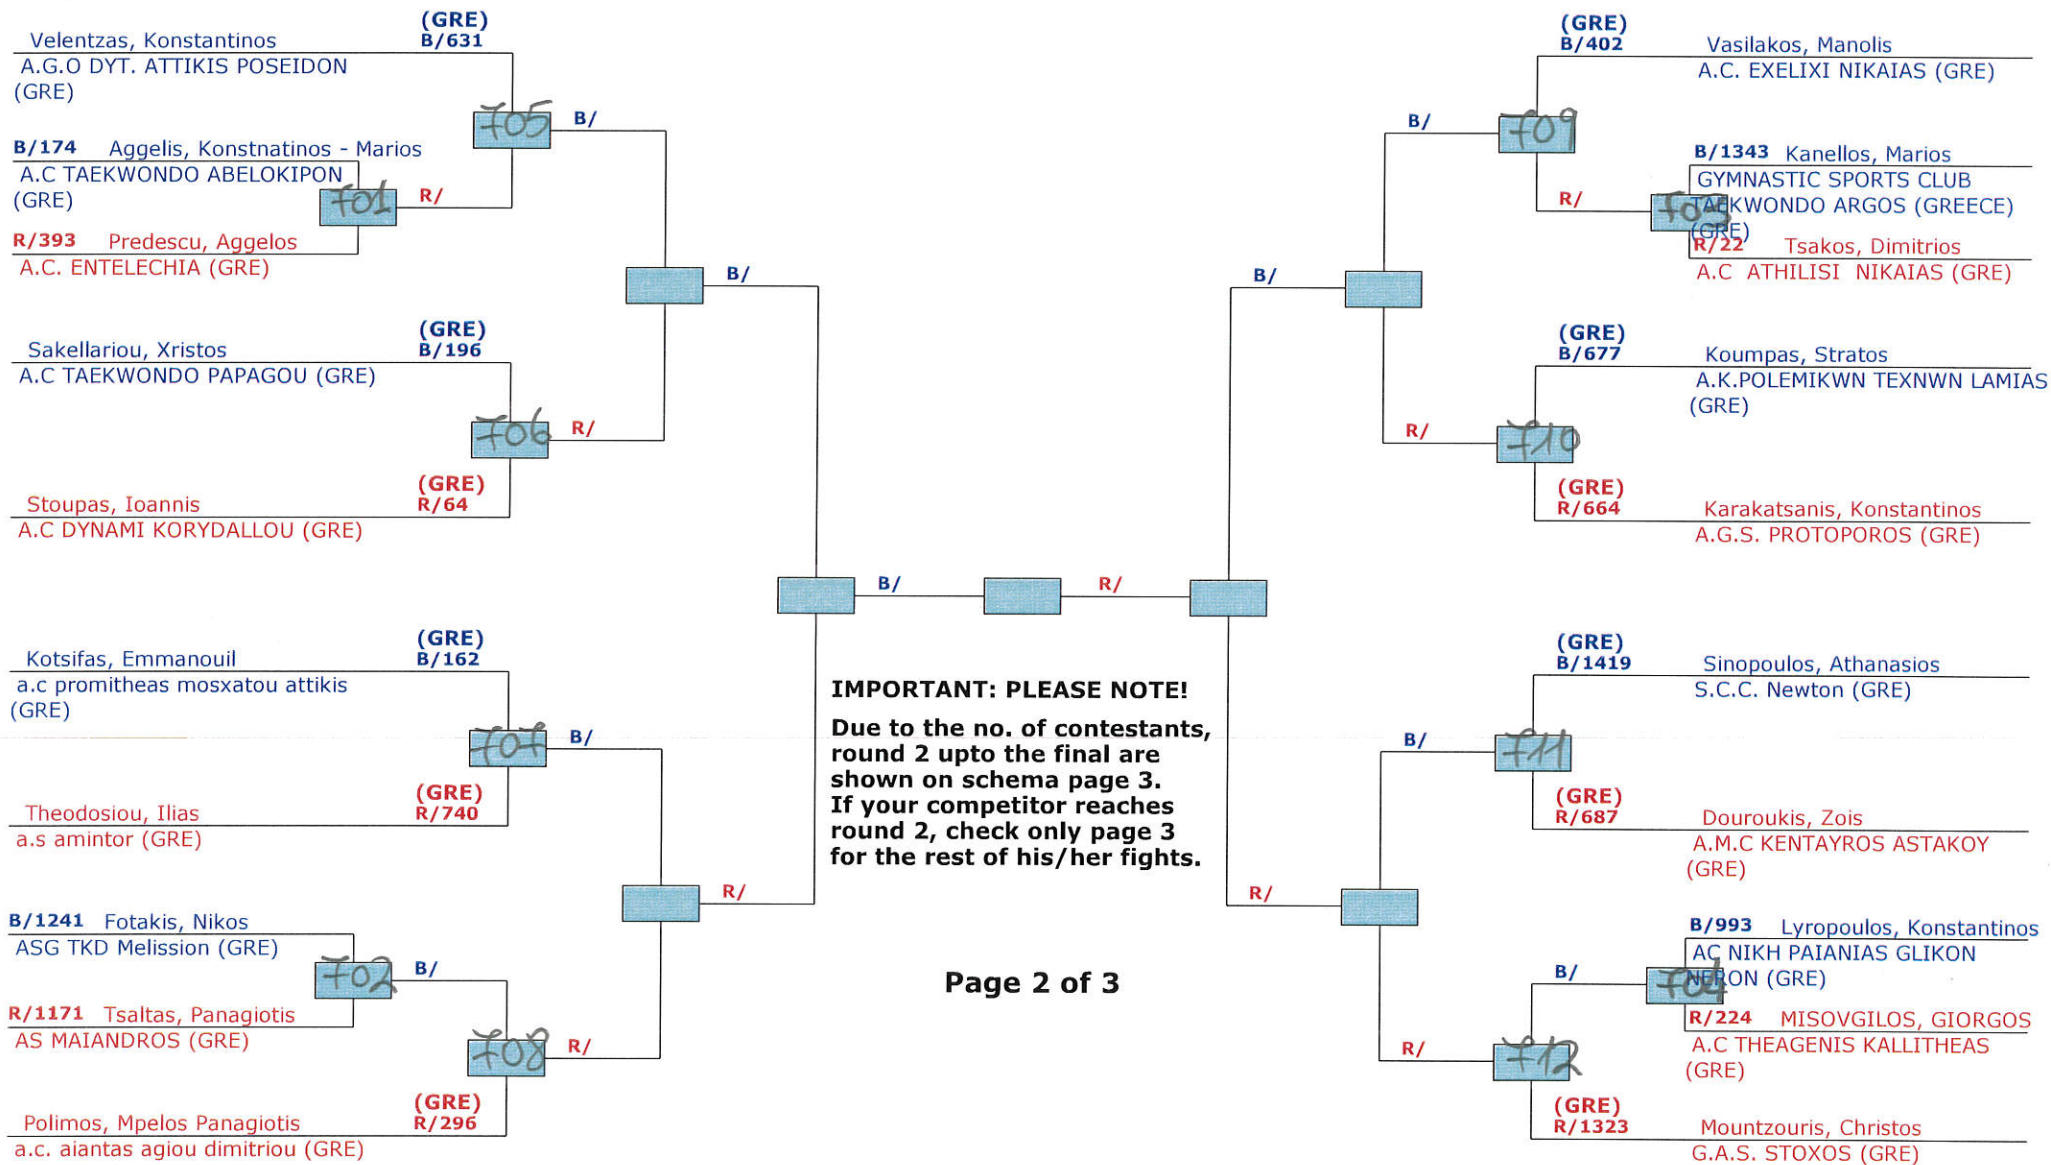 (GRE)
Velentzas, Konstantinos B/631
A.G.O DYT. ATTIKIS POSEIDON
(GRE)
705
B/
B/174 Aggelis, Konstnatinos - Marios
A.C TAEKWONDO ABELOKIPON
(GRE)
701
R/
R/393 Predescu, Aggelos
A.C. ENTELECHIA (GRE)
B/
(GRE)
Sakellariou, Xristos B/196
A.C TAEKWONDO PAPAGOU (GRE)
706
R/
(GRE)
Stoupas, Ioannis R/64
A.C DYNAMI KORYDALLOU (GRE)
B/
R/
(GRE)
Kotsifas, Emmanouil B/162
a.c promitheas mosxatou attikis
(GRE)
707
B/
(GRE)
Theodosiou, Ilias R/740
a.s amintor (GRE)
R/
B/1241 Fotakis, Nikos
ASG TKD Melission (GRE)
702
B/
R/1171 Tsaltas, Panagiotis
AS MAIANDROS (GRE)
708
R/
(GRE)
Polimos, Mpelos Panagiotis R/296
a.c. aiantas agiou dimitriou (GRE)
IMPORTANT: PLEASE NOTE!
Due to the no. of contestants,
round 2 upto the final are
shown on schema page 3.
If your competitor reaches
round 2, check only page 3
for the rest of his/her fights.
Page 2 of 3
(GRE)
B/402 Vasilakos, Manolis
A.C. EXELIXI NIKAIAS (GRE)
B/
709
B/1343 Kanellos, Marios
GYMNASTIC SPORTS CLUB
TAEKWONDO ARGOS (GREECE)
(GRE)
R/
703
R/22 Tsakos, Dimitrios
A.C ATHILISI NIKAIAS (GRE)
B/
(GRE)
B/677 Koumpas, Stratos
A.K.POLEMIKWN TEXNWN LAMIAS
(GRE)
R/
710
(GRE)
R/664 Karakatsanis, Konstantinos
A.G.S. PROTOPOROS (GRE)
(GRE)
B/1419 Sinopoulos, Athanasios
S.C.C. Newton (GRE)
B/
711
(GRE)
R/687 Douroukis, Zois
A.M.C KENTAYROS ASTAKOY
(GRE)
R/
B/993 Lyropoulos, Konstantinos
AC NIKH PAIANIAS GLIKON
NERON (GRE)
B/
704
R/224 MISOVGILOS, GIORGOS
A.C THEAGENIS KALLITHEAS
(GRE)
R/
712
(GRE)
R/1323 Mountzouris, Christos
G.A.S. STOXOS (GRE)